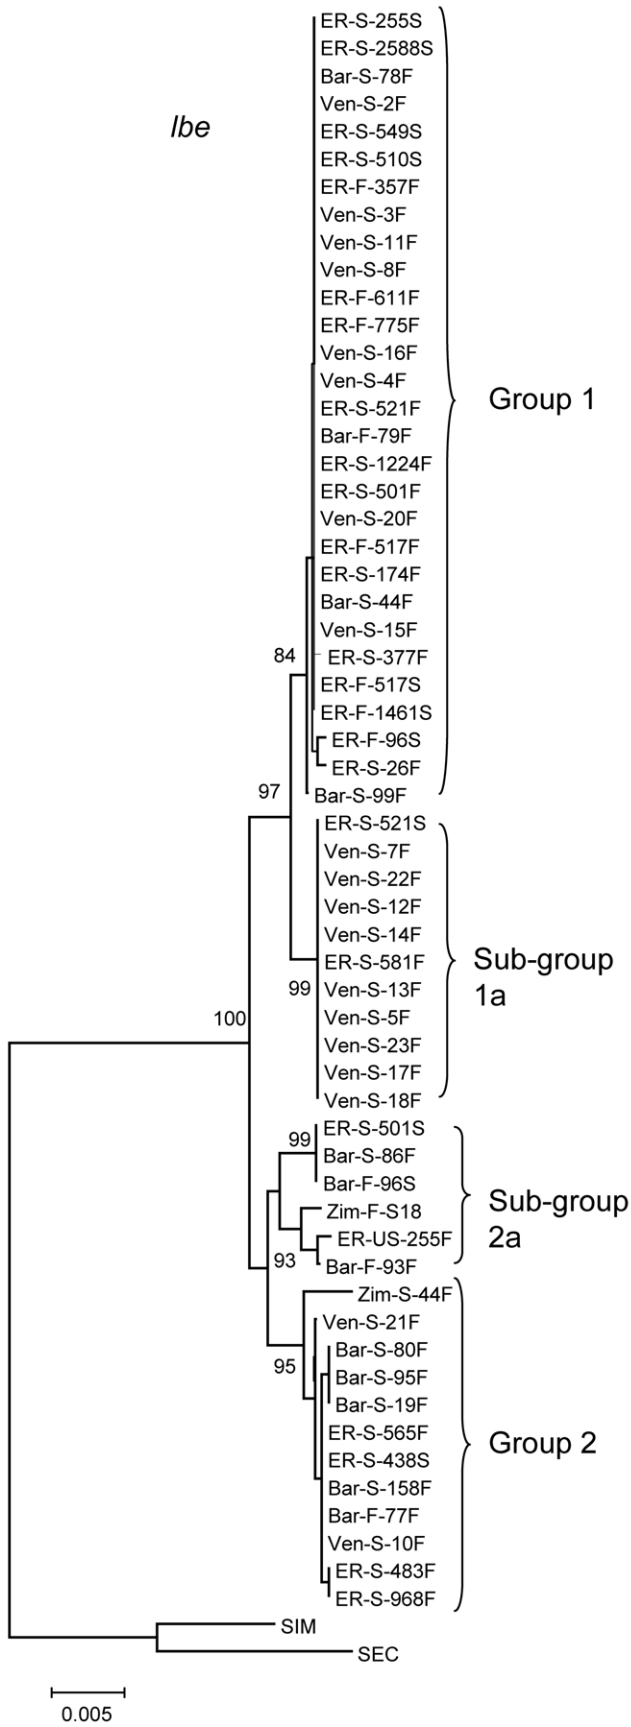 ER-S-255S
ER-S-2588S
Bar-S-78F
Ven-S-2F
lbe
ER-S-549S
ER-S-510S
ER-F-357F
Ven-S-3F
Ven-S-11F
Ven-S-8F
ER-F-611F
ER-F-775F
Ven-S-16F
Ven-S-4F
Group 1
ER-S-521F
Bar-F-79F
ER-S-1224F
ER-S-501F
Ven-S-20F
ER-F-517F
ER-S-174F
Bar-S-44F
Ven-S-15F
84
ER-S-377F
ER-F-517S
ER-F-1461S
ER-F-96S
ER-S-26F
97
Bar-S-99F
ER-S-521S
Ven-S-7F
Ven-S-22F
Ven-S-12F
Ven-S-14F
ER-S-581F
Sub-group
1a
99
Ven-S-13F
Ven-S-5F
100
Ven-S-23F
Ven-S-17F
Ven-S-18F
ER-S-501S
99
Bar-S-86F
Bar-F-96S
Sub-group
2a
Zim-F-S18
ER-US-255F
93
Bar-F-93F
Zim-S-44F
Ven-S-21F
Bar-S-80F
95
Bar-S-95F
Bar-S-19F
ER-S-565F
Group 2
ER-S-438S
Bar-S-158F
Bar-F-77F
Ven-S-10F
ER-S-483F
ER-S-968F
SIM
SEC
0.005